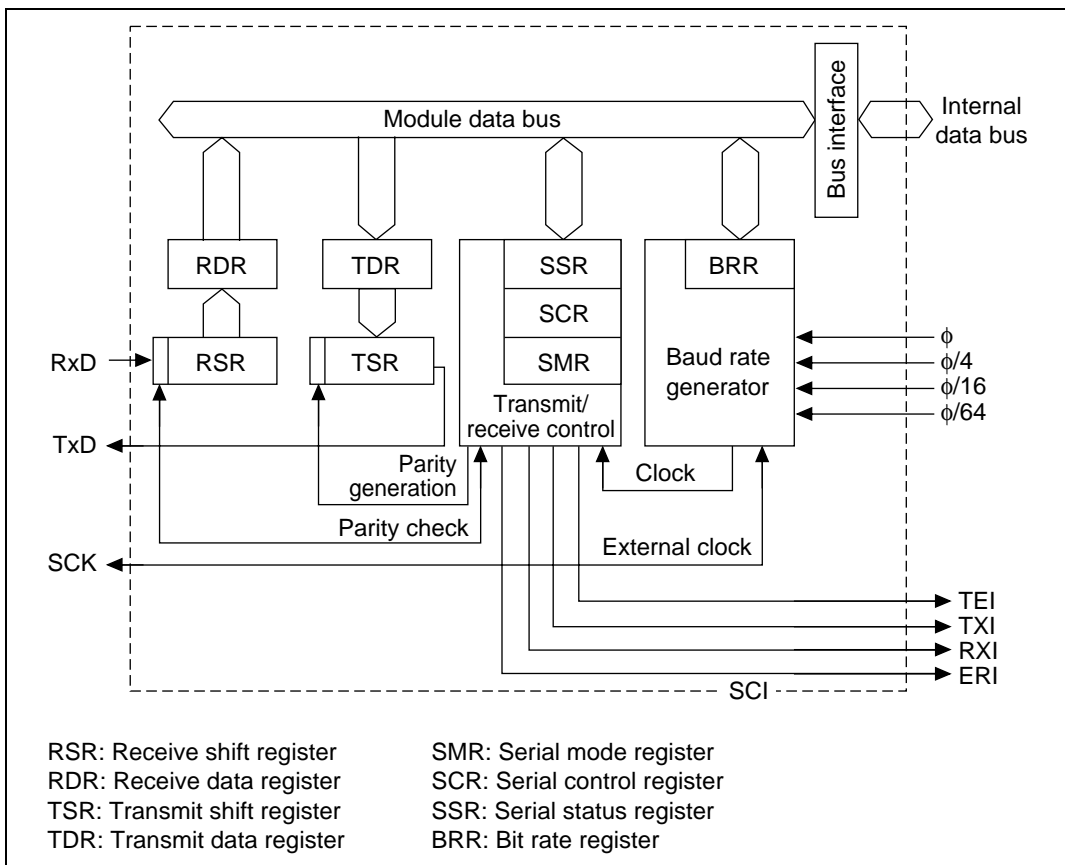 Module data bus
Bus interface
Internal
data bus
RDR
TDR
SSR
BRR
SCR
RxD
RSR
TSR
SMR
Baud rate
generator
ϕ
ϕ/4
ϕ/16
ϕ/64
Transmit/
receive control
TxD
Parity
generation
Clock
Parity check
External clock
SCK
TEI
TXI
RXI
ERI
SCI
RSR: Receive shift register
RDR: Receive data register
TSR: Transmit shift register
TDR: Transmit data register
SMR: Serial mode register
SCR: Serial control register
SSR: Serial status register
BRR: Bit rate register